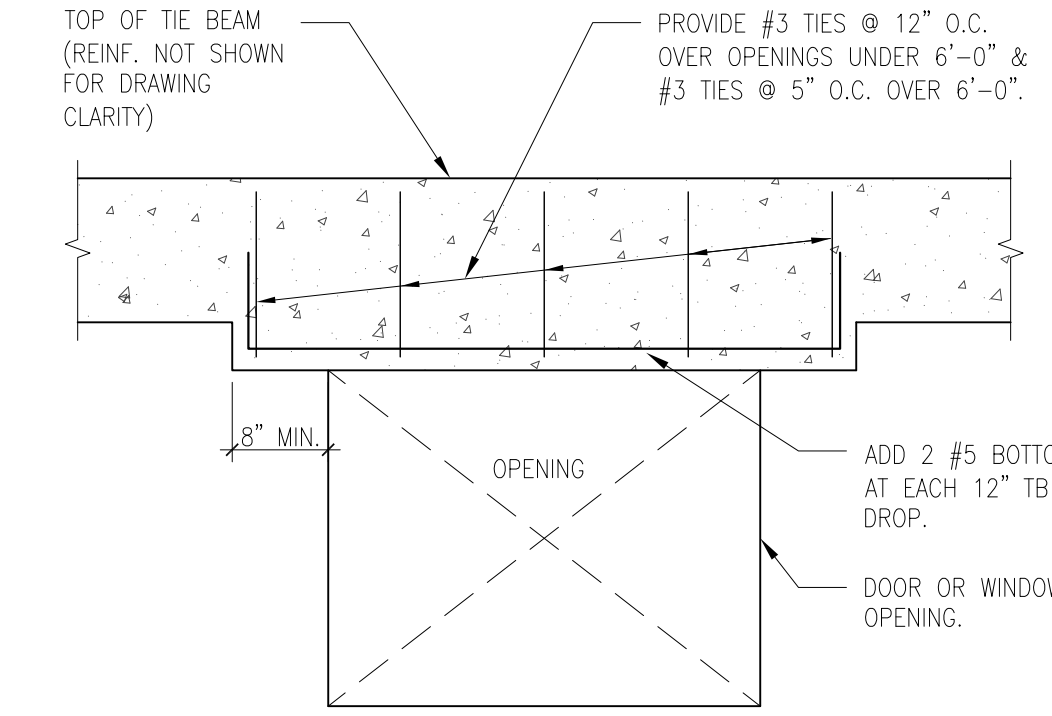 TOP OF TIE BEAM
(REINF. NOT SHOWN
FOR DRAWING
CLARITY)
PROVIDE #3 TIES @ 12" O.C.
OVER OPENINGS UNDER 6'-0" &
#3 TIES @ 5" O.C. OVER 6'-0".
8" MIN.
OPENING
ADD 2 #5 BOTTO
AT EACH 12" TB
DROP.
DOOR OR WINDOW
OPENING.